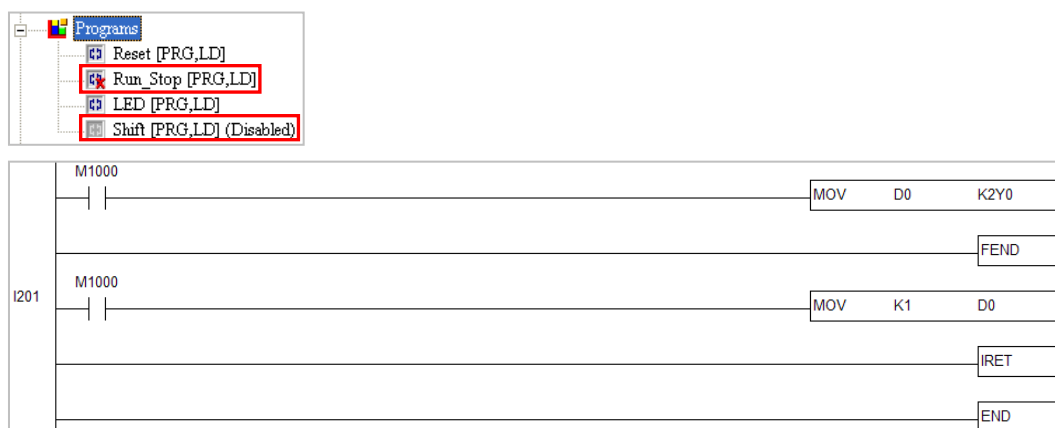 Programs
Reset [PRG,LD]
Run_Stop [PRG,LD]
LED [PRG,LD]
Shift [PRG,LD] (Disabled)
M1000
MOV D0 K2Y0
FEND
M1000
I201
MOV K1 D0
IRET
END